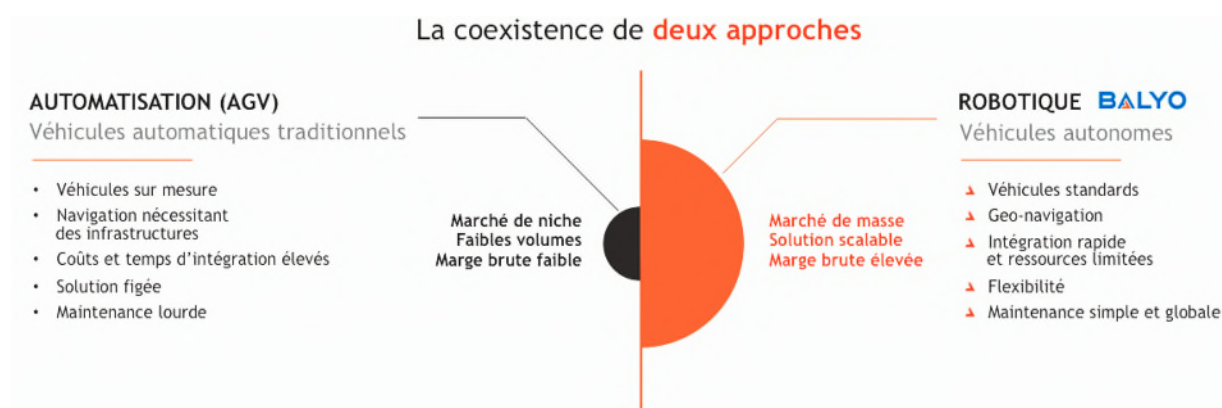 La coexistence de deux approches
AUTOMATISATION (AGV)
Véhicules automatiques traditionnels
• Véhicules sur mesure
• Navigation nécessitant
des infrastructures
• Coûts et temps d'intégration élevés
• Solution figée
• Maintenance lourde
Marché de niche
Faibles volumes
Marge brute faible
Marché de masse
Solution scalable
Marge brute élevée
ROBOTIQUE BALYO
Véhicules autonomes
Véhicules standards
Geo-navigation
Intégration rapide
et ressources limitées
Flexibilité
Maintenance simple et globale